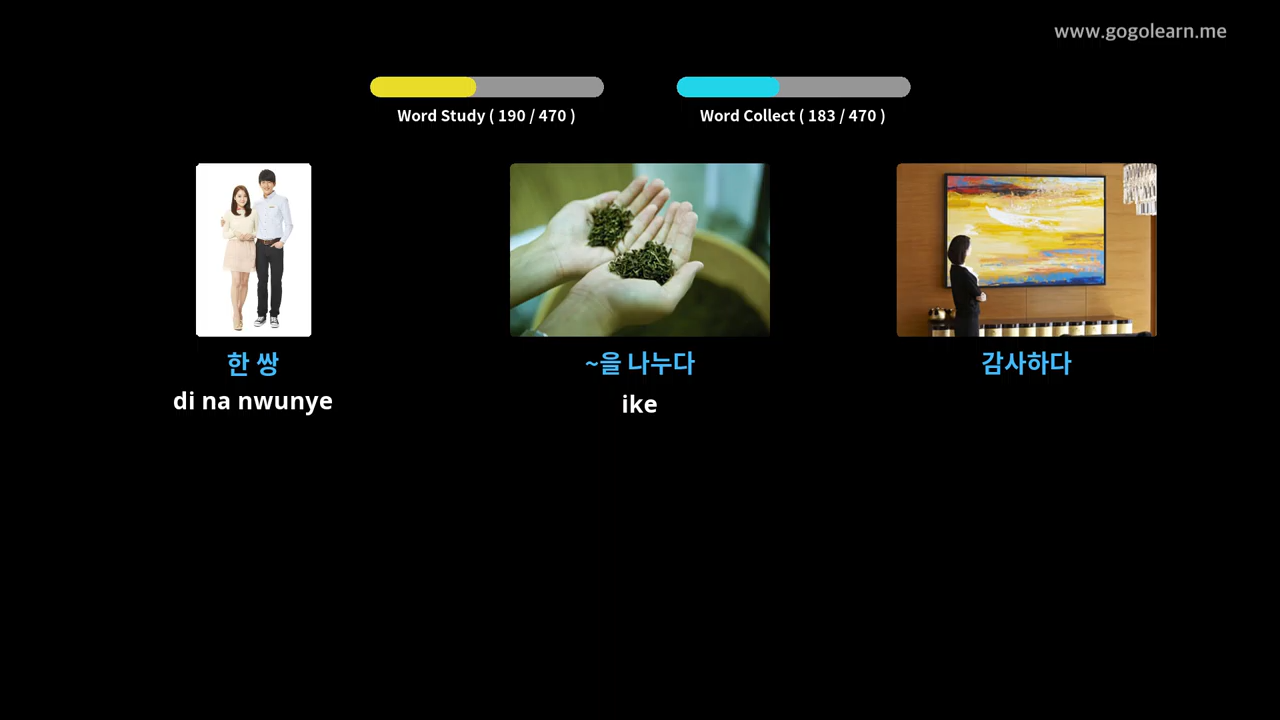 www.gogolearn.me
Word Study ( 190 / 470 )
Word Collect ( 183 / 470 )
한 쌍
~을 나누다
감사하다
di na nwunye
ike